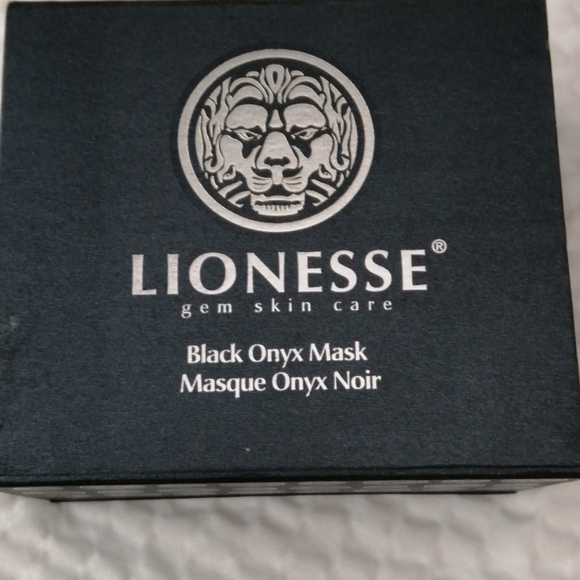 LIONESSE®
gem skin care
Black Onyx Mask
Masque Onyx Noir